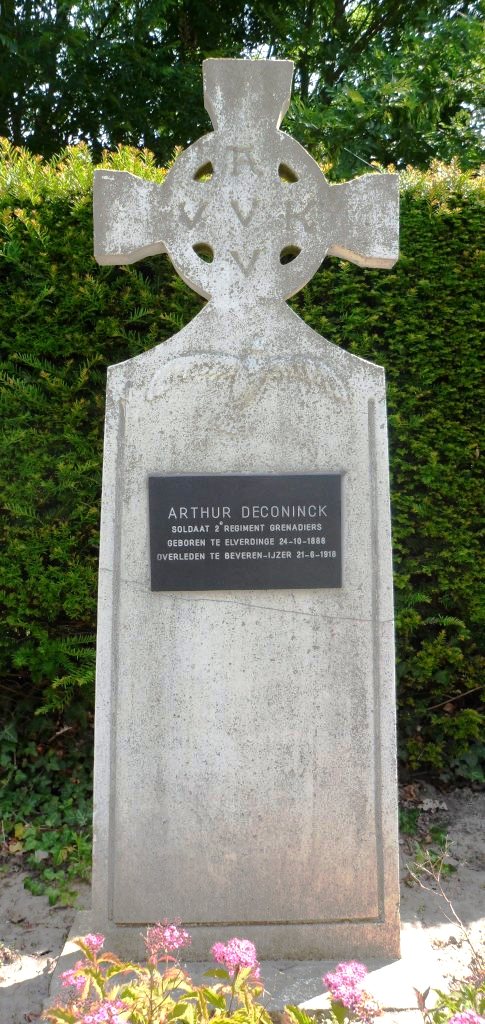 A
V V K
V
ARTHUR DECONINCK
SOLDAAT 2e REGIMENT GRENADIERS
GEBOREN TE ELVERDINGE 24-10-1888
OVERLEDEN TE BEVEREN-IJZER 21-6-1918